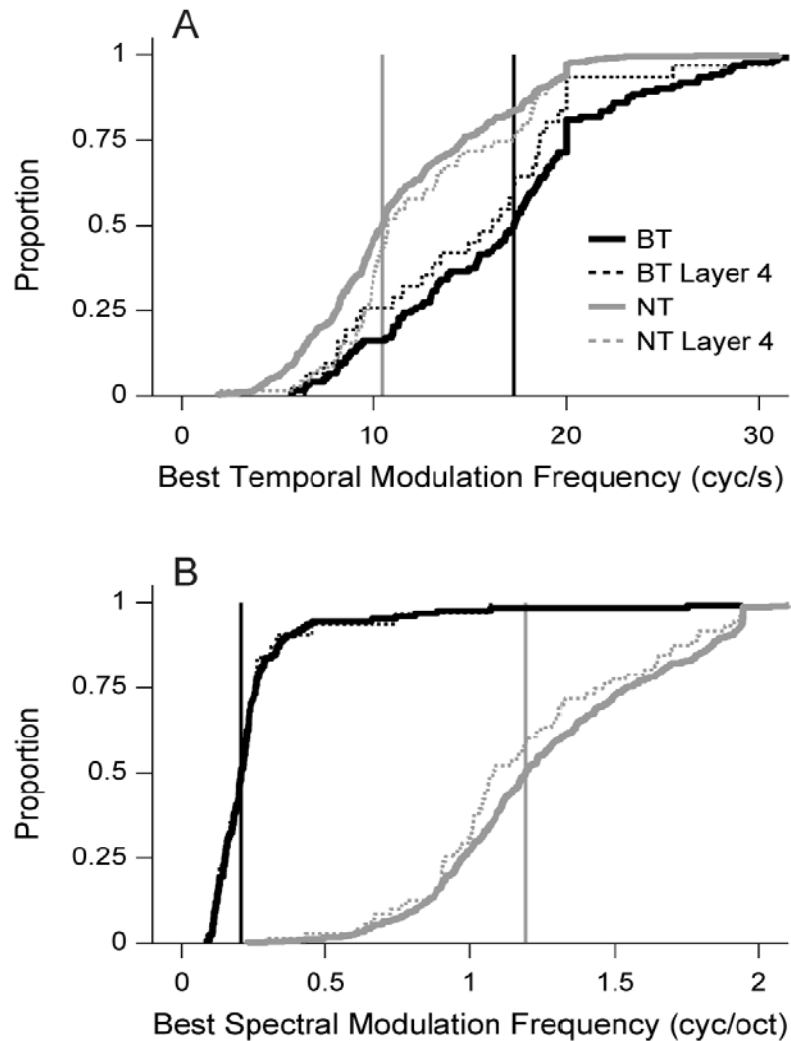 A
1
0.75
0.5
0.25
0
Proportion
BT
BT Layer 4
NT
NT Layer 4
0 10 20 30
Best Temporal Modulation Frequency (cyc/s)
B
1
0.75
0.5
0.25
0
Proportion
0 0.5 1 1.5 2
Best Spectral Modulation Frequency (cyc/oct)